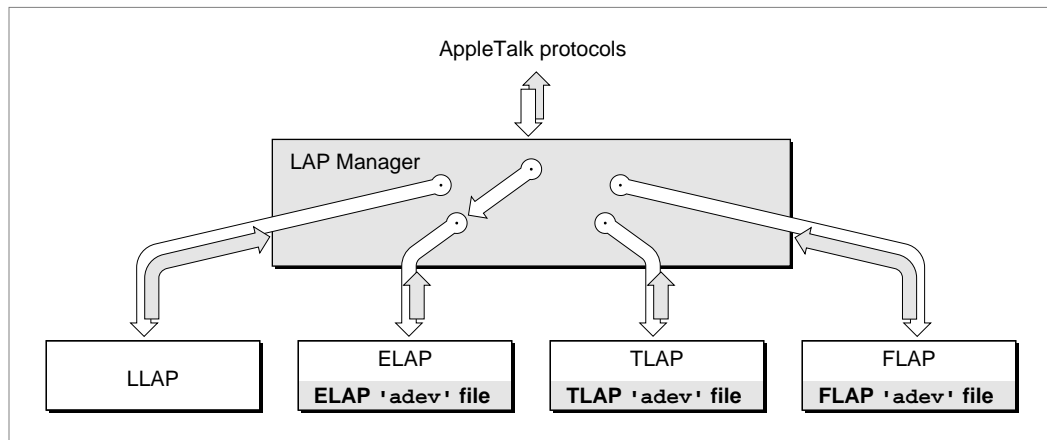 AppleTalk protocols
LAP Manager
LLAP
ELAP
ELAP 'adev' file
TLAP
TLAP 'adev' file
FLAP
FLAP 'adev' file